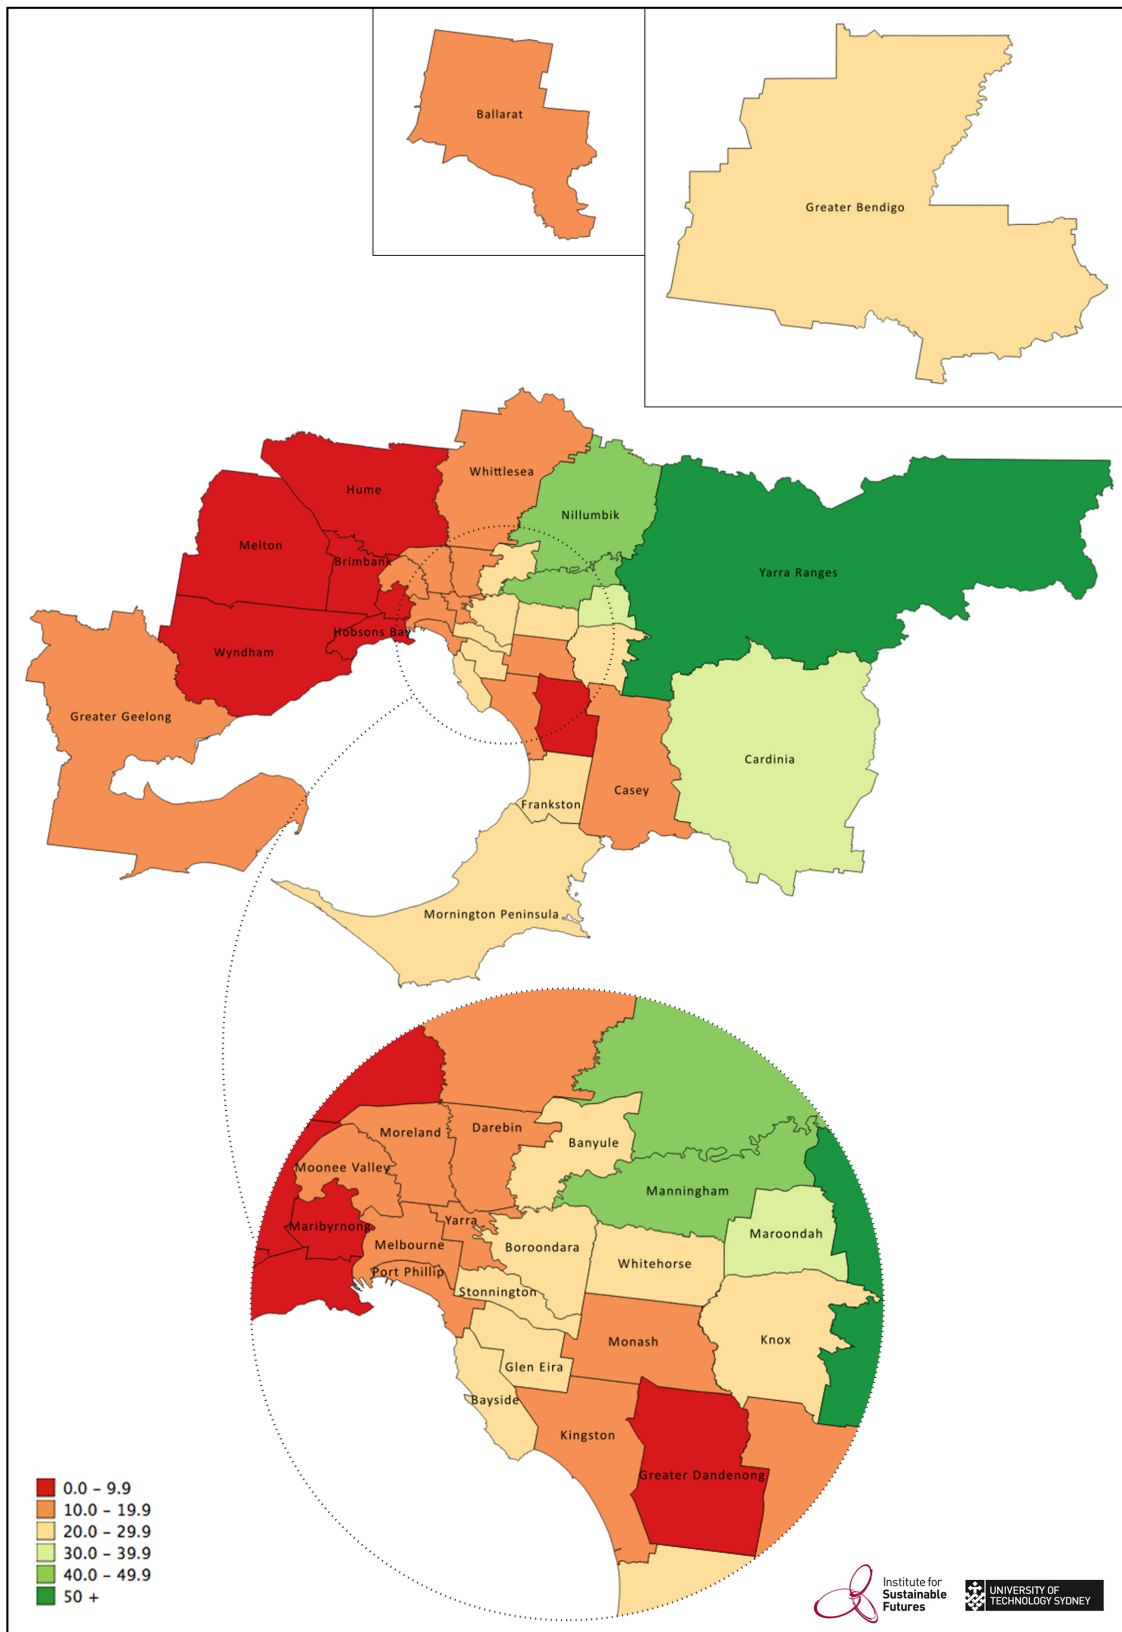 Ballarat
Greater Bendigo
Whittlesea
Hume
Nillumbik
Melton
Brimbank
Yarra Ranges
Hobsons Bay
Wyndham
Greater Geelong
Cardinia
Casey
Frankston
Mornington Peninsula
Darebin
Moreland
Banyule
Moonee Valley
Manningham
Yarra
Maribyrnong
Maroondah
Melbourne
Boroondara
Whitehorse
Port Phillip
Stonnington
Monash
Knox
Glen Eira
Bayside
Kingston
Greater Dandenong
0.0 – 9.9
10.0 – 19.9
20.0 – 29.9
30.0 – 39.9
40.0 – 49.9
50 +
Institute for
Sustainable
Futures
UNIVERSITY OF
TECHNOLOGY SYDNEY